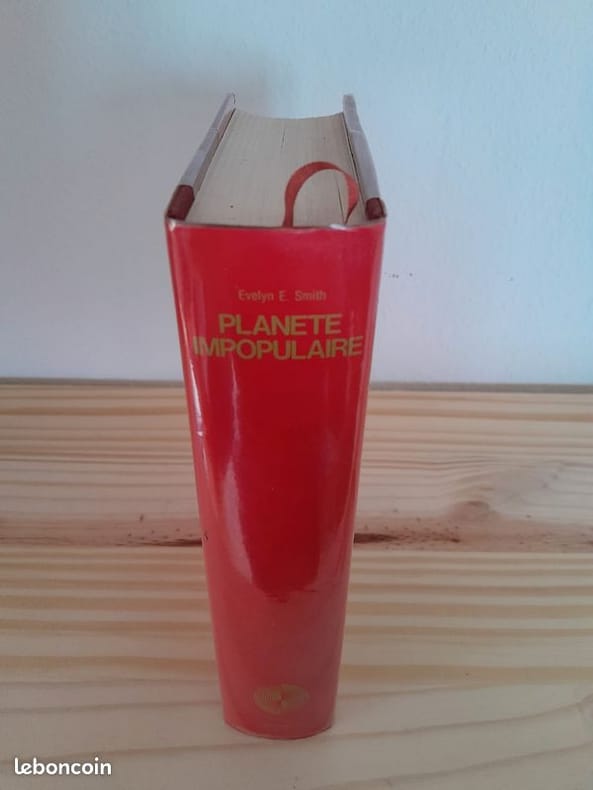 Evelyn E. Smith
PLANETE
IMPOPULAIRE
leboncoin